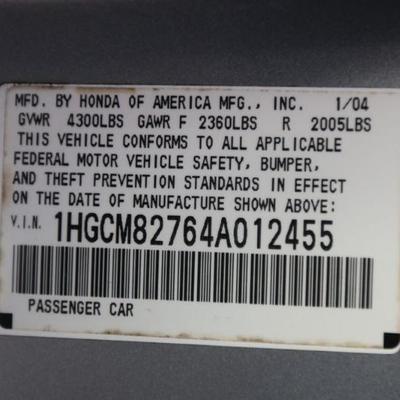 MFD. BY HONDA OF AMERICA MFG., INC. 1/04
GVWR 4300LBS GAWR F 2360LBS R 2005LBS
THIS VEHICLE CONFORMS TO ALL APPLICABLE
FEDERAL MOTOR VEHICLE SAFETY, BUMPER,
AND THEFT PREVENTION STANDARDS IN EFFECT
ON THE DATE OF MANUFACTURE SHOWN ABOVE:
V.I.N. 1HGCM82764A012455
PASSENGER CAR